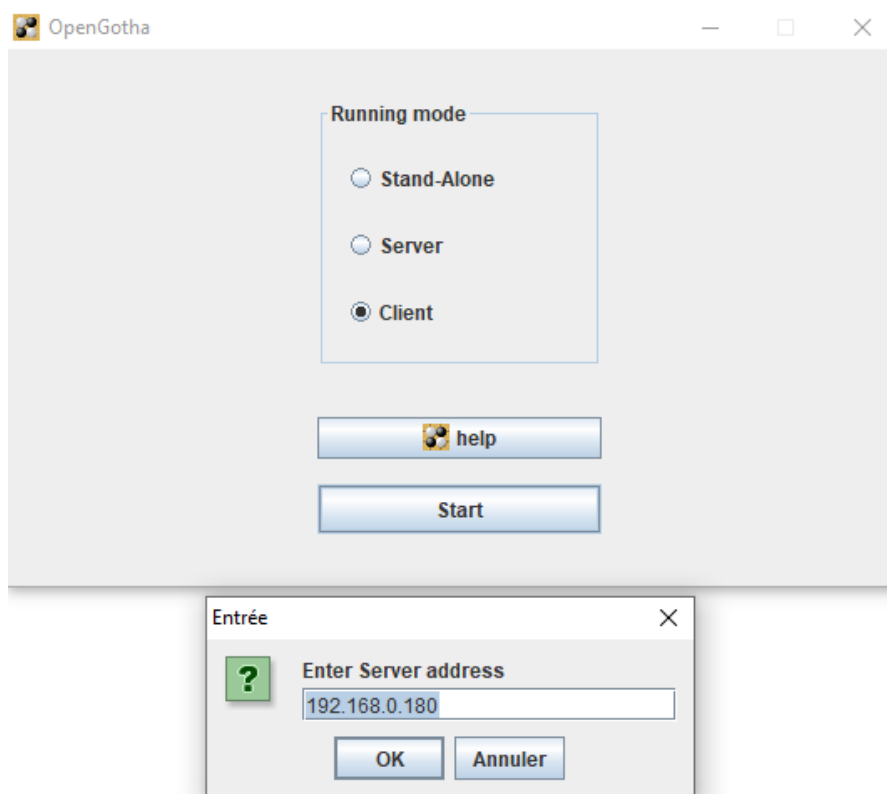 OpenGotha
Running mode
Stand-Alone
Server
Client
help
Start
Entrée
?
Enter Server address
192.168.0.180
OK
Annuler